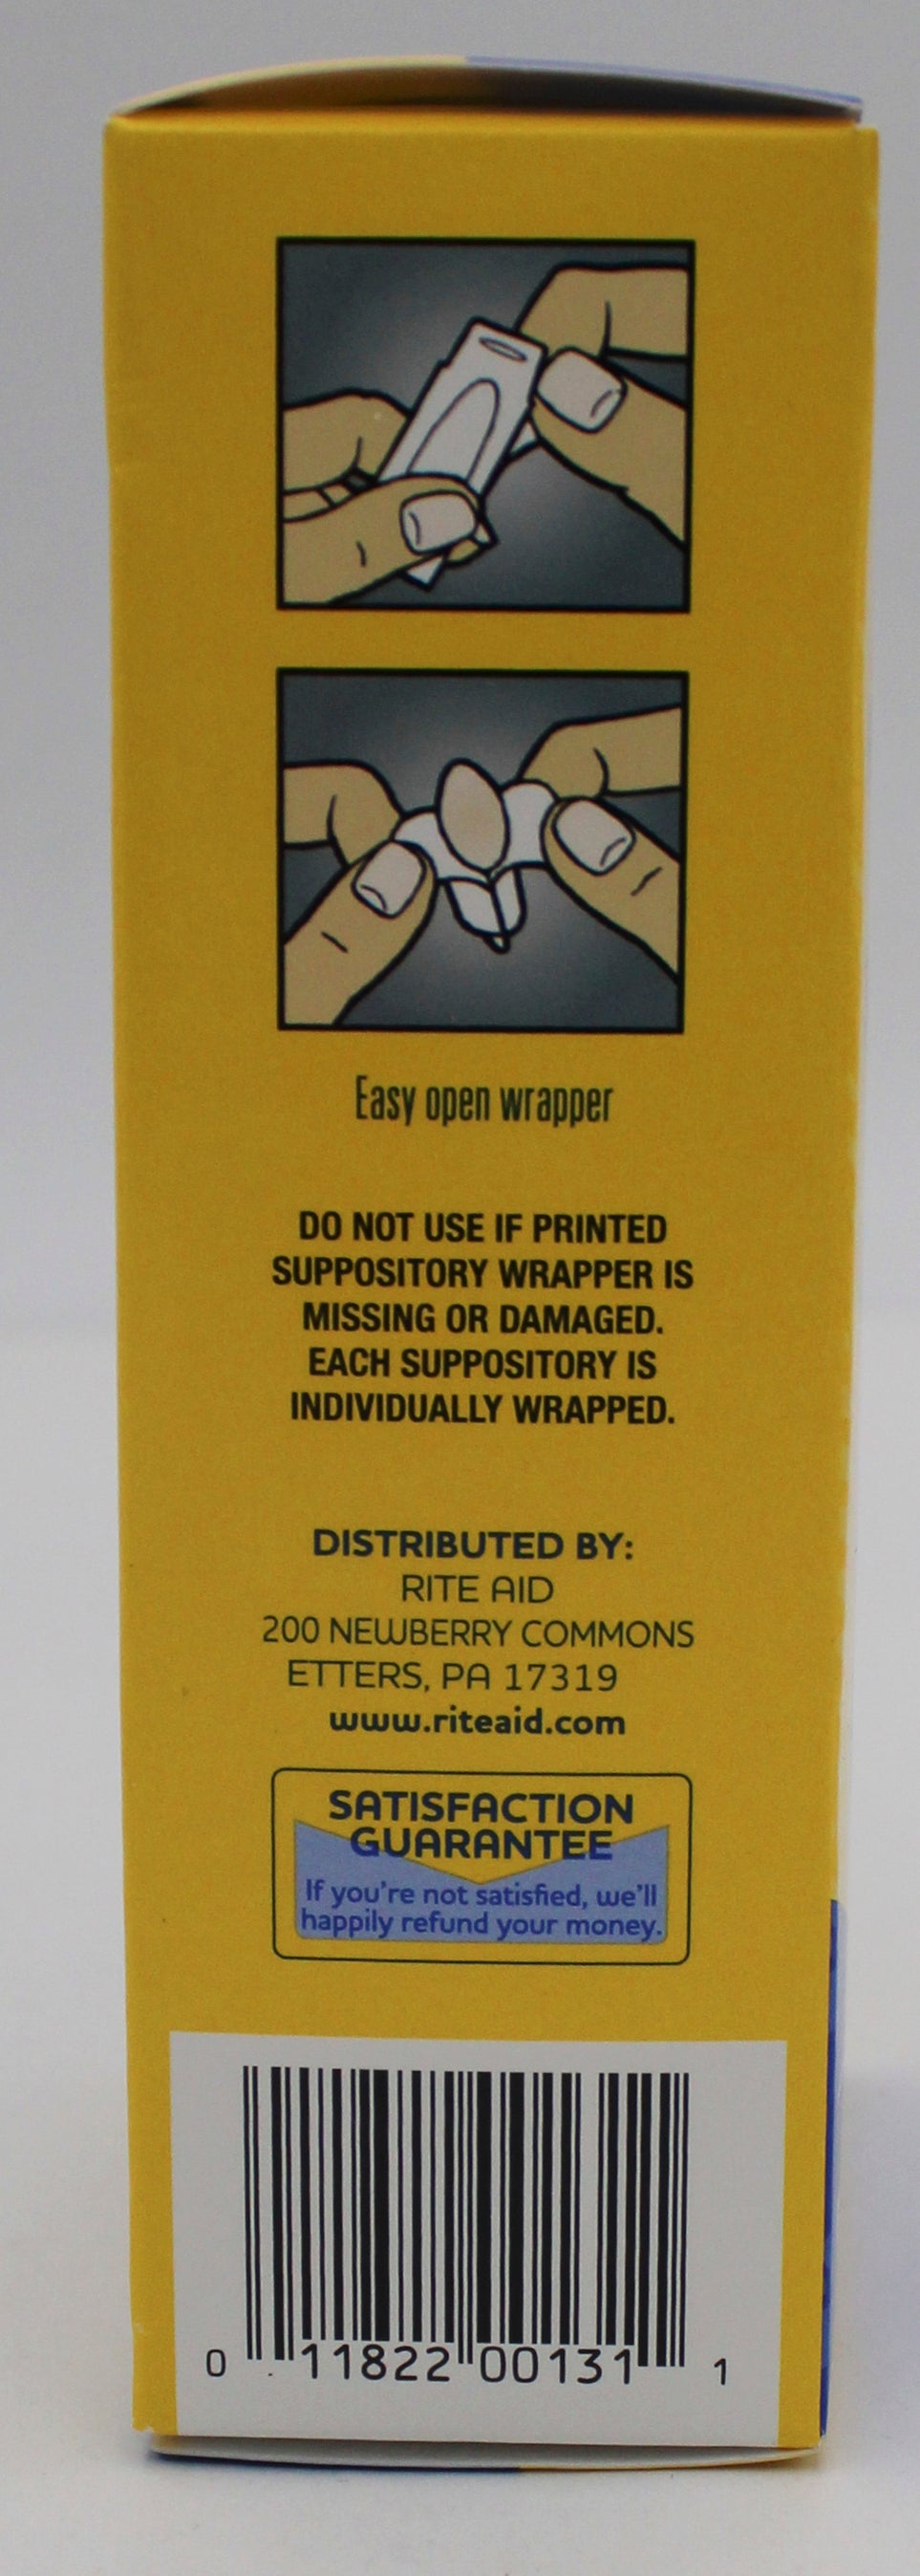 Easy open wrapper
DO NOT USE IF PRINTED
SUPPOSITORY WRAPPER IS
MISSING OR DAMAGED.
EACH SUPPOSITORY IS
INDIVIDUALLY WRAPPED.
DISTRIBUTED BY:
RITE AID
200 NEWBERRY COMMONS
ETTERS, PA 17319
www.riteaid.com
SATISFACTION
GUARANTEE
If you're not satisfied, we'll
happily refund your money.
0 11822 00131 1